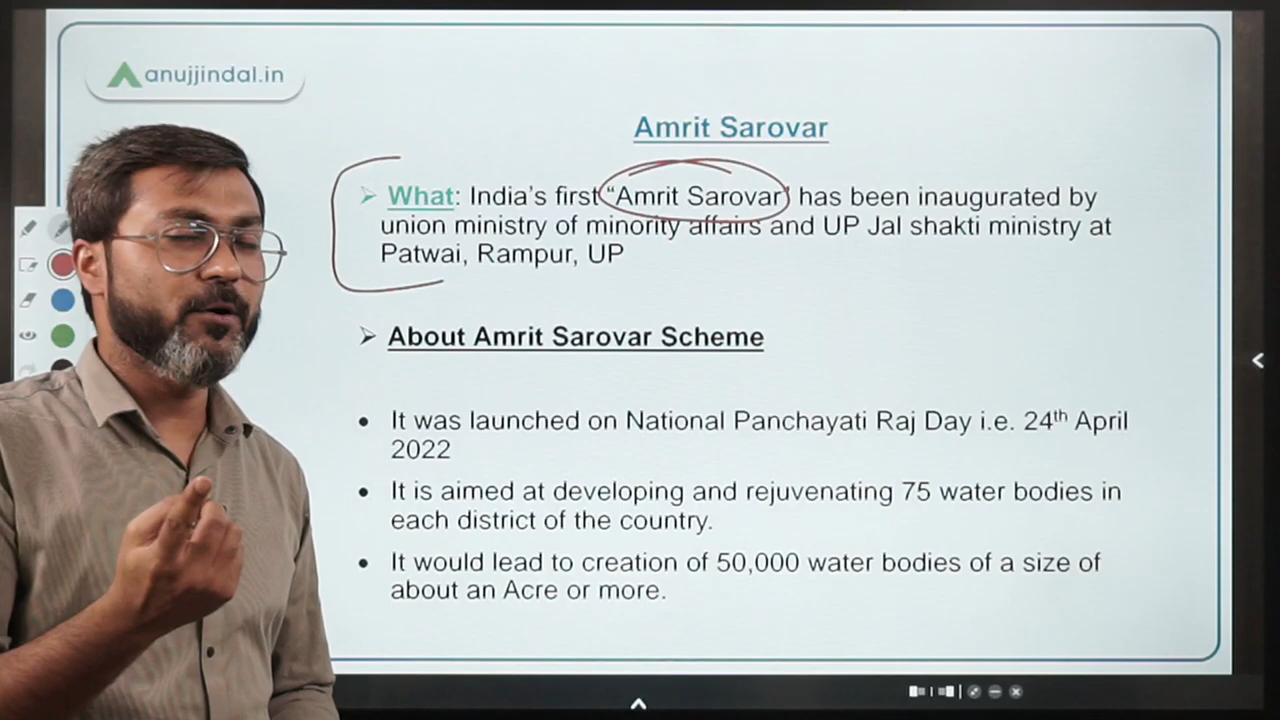 anujjindal.in
Amrit Sarovar
What: India's first “Amrit Sarovar’ has been inaugurated by
union ministry of minority affairs and UP Jal shakti ministry at
Patwai, Rampur, UP
About Amrit Sarovar Scheme
It was launched on National Panchayati Raj Day i.e. 24th April
2022
It is aimed at developing and rejuvenating 75 water bodies in
each district of the country.
It would lead to creation of 50,000 water bodies of a size of
about an Acre or more.